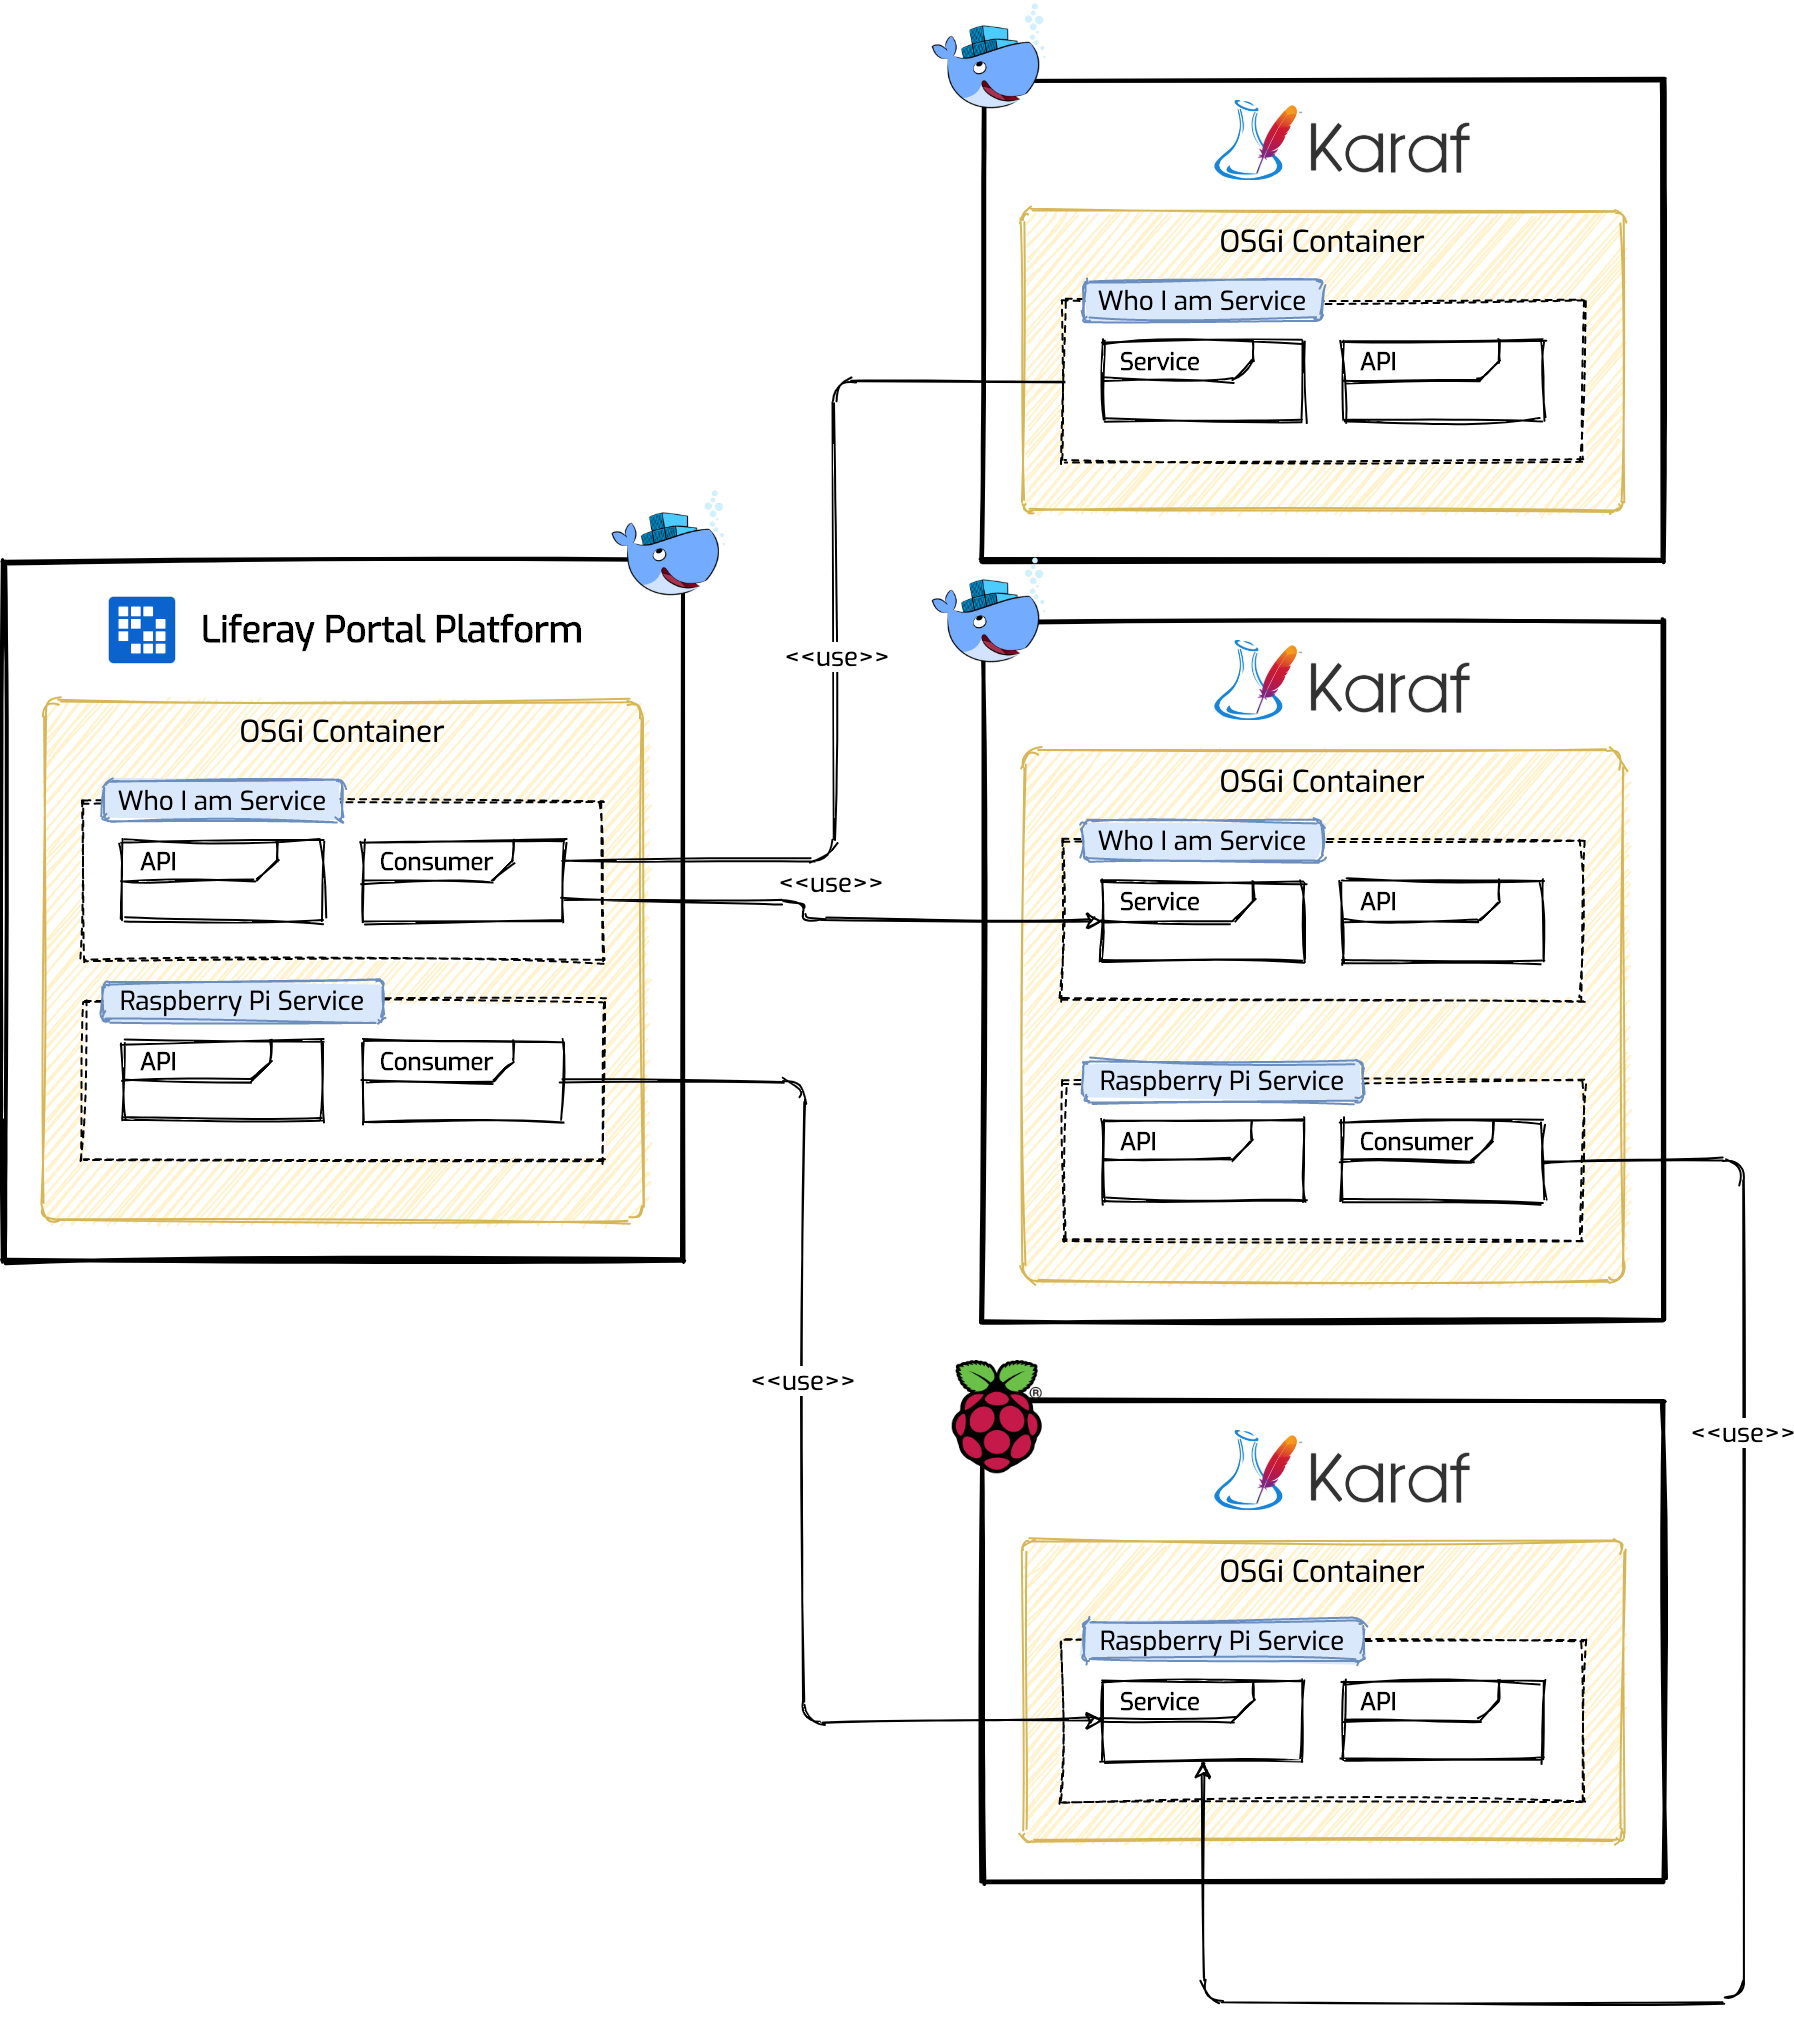 Karaf
OSGi Container
Who I am Service
Service
API
Liferay Portal Platform
OSGi Container
Who I am Service
API
Consumer
Raspberry Pi Service
API
Consumer
<<use>>
<<use>>
<<use>>
Karaf
OSGi Container
Who I am Service
Service
API
Raspberry Pi Service
API
Consumer
<<use>>
®
Karaf
OSGi Container
Raspberry Pi Service
Service
API